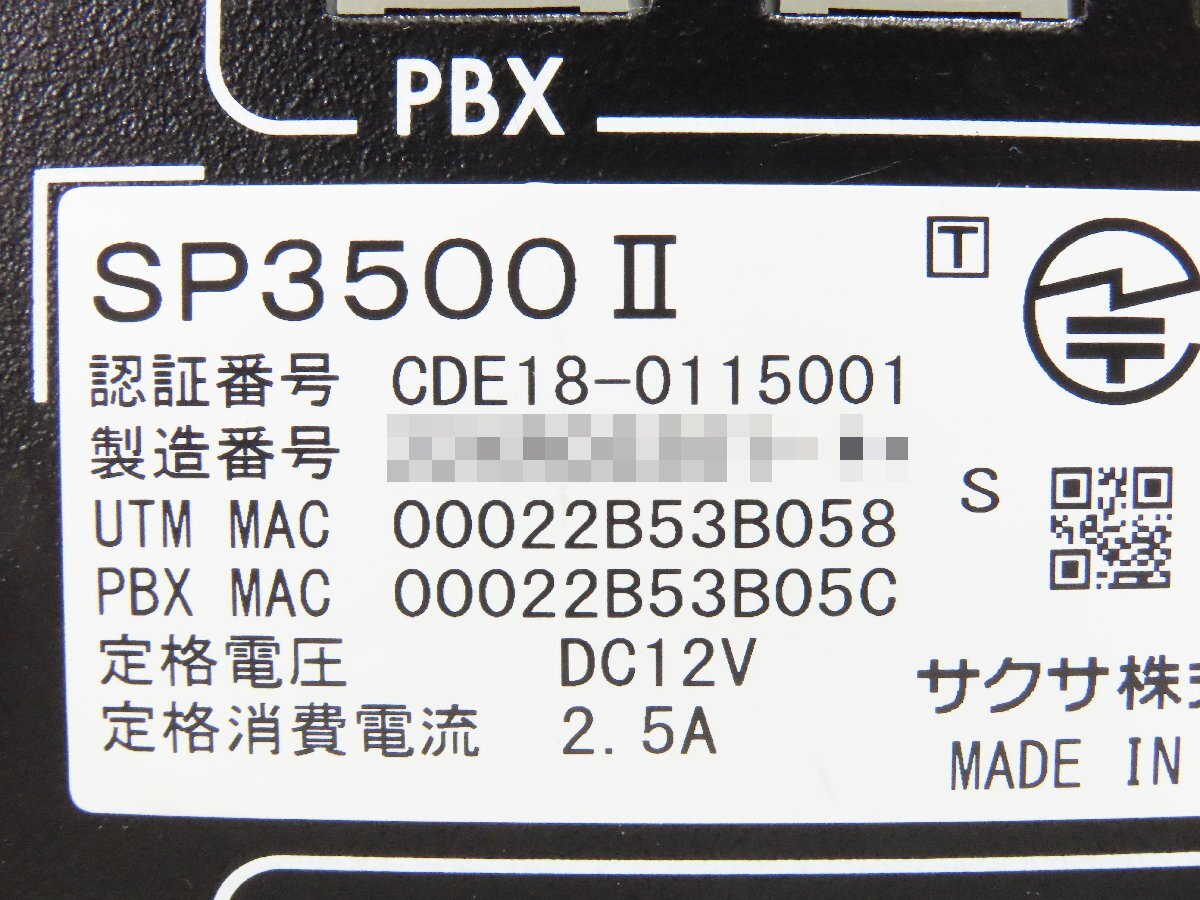 PBX
SP3500Ⅱ
T
認証番号 CDE18-0115001
製造番号
UTM MAC 00022B53B058
S
PBX MAC 00022B53B05C
定格電圧 DC12V
サクサ株
定格消費電流 2.5A
MADE IN